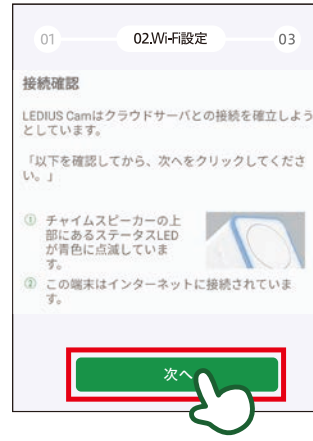 01 02.Wi-Fi設定 03
接続確認
LEDIUS Camはクラウドサーバとの接続を確立しよう
としています。
「以下を確認してから、次へをクリックしてくださ
い。」
① チャイムスピーカーの上
部にあるステータスLED
が青色に点滅していま
す。
② この端末はインターネットに接続されていま
す。
次へ